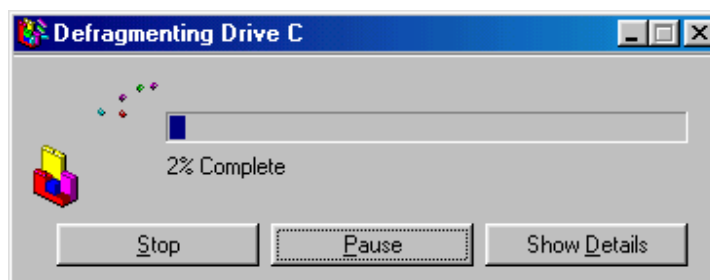 Defragmenting Drive C
2% Complete
Stop Pause Show Details